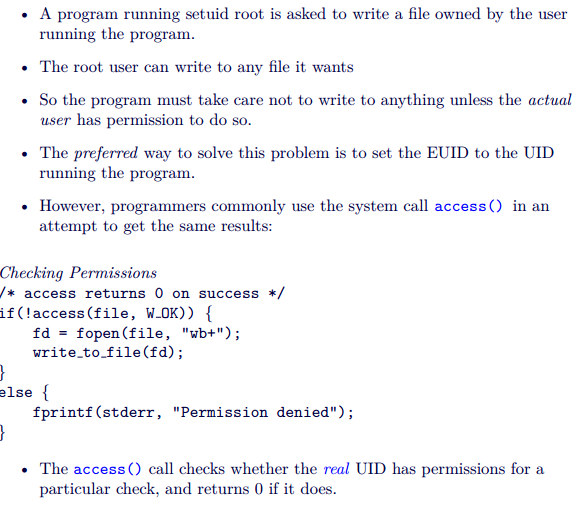 • A program running setuid root is asked to write a file owned by the user
running the program.
• The root user can write to any file it wants
• So the program must take care not to write to anything unless the actual
user has permission to do so.
• The preferred way to solve this problem is to set the EUID to the UID
running the program.
• However, programmers commonly use the system call access() in an
attempt to get the same results:
Checking Permissions
/* access returns 0 on success */
if(!access(file, W_OK)) {
    fd = fopen(file, "wb+");
    write_to_file(fd);
}
else {
    fprintf(stderr, "Permission denied");
}
• The access() call checks whether the real UID has permissions for a
particular check, and returns 0 if it does.